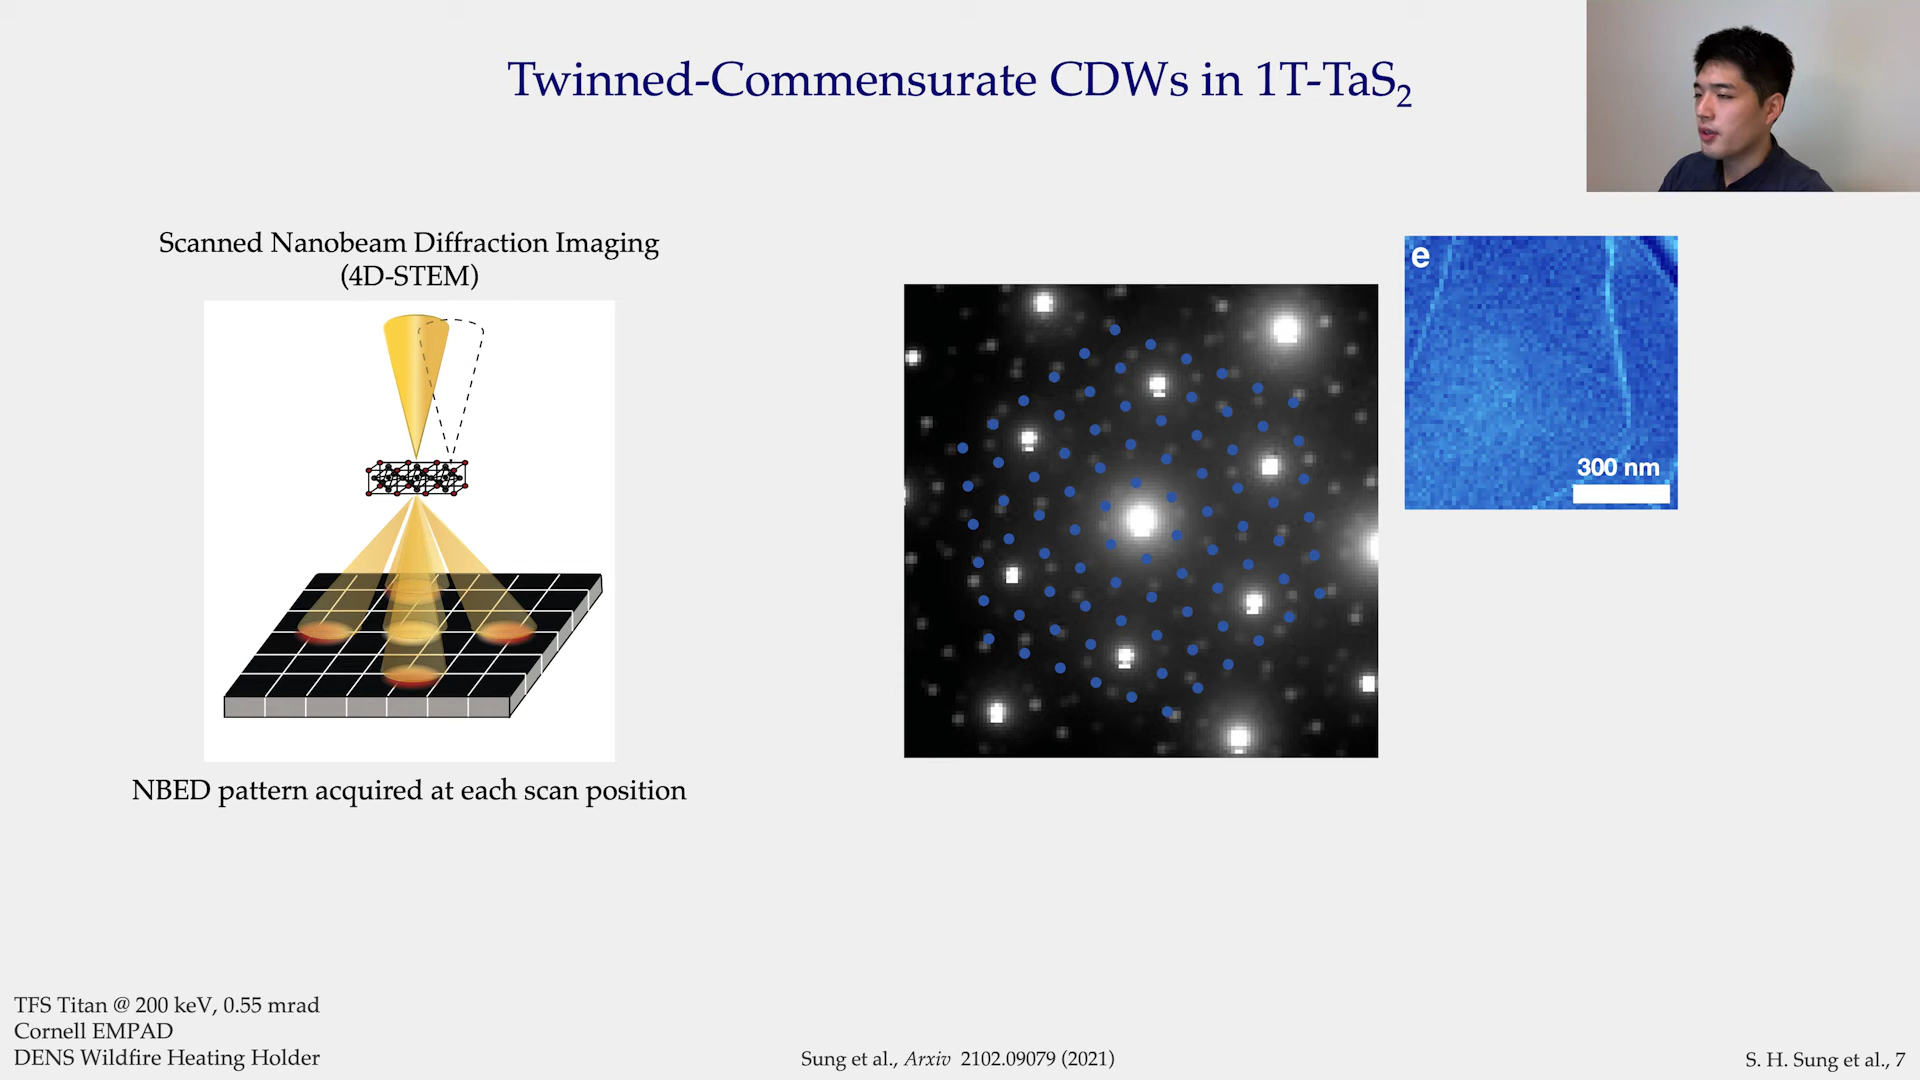 Twinned-Commensurate CDWs in 1T-TaS₂
Scanned Nanobeam Diffraction Imaging
(4D-STEM)
NBED pattern acquired at each scan position
e
300 nm
TFS Titan @ 200 keV, 0.55 mrad
Cornell EMPAD
DENS Wildfire Heating Holder
Sung et al., Arxiv 2102.09079 (2021)
S. H. Sung et al., 7